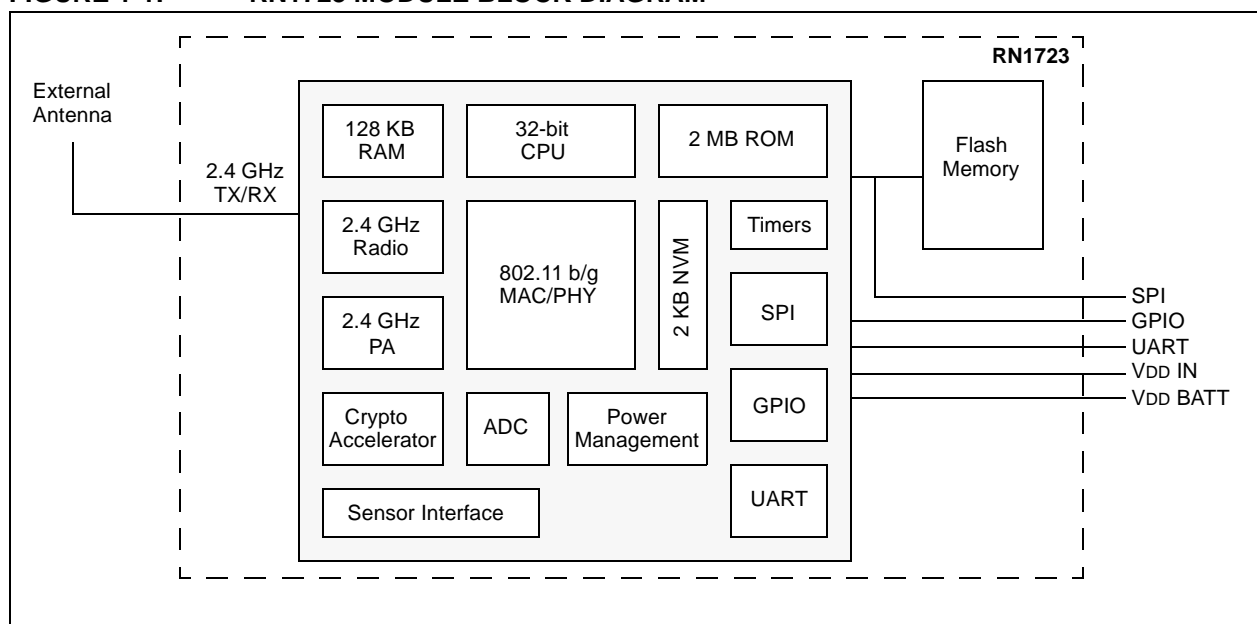 RN1723
External
Antenna
2.4 GHz
TX/RX
128 KB
RAM
32-bit
CPU
2 MB ROM
Flash
Memory
2.4 GHz
Radio
802.11 b/g
MAC/PHY
2 KB NVM
Timers
2.4 GHz
PA
SPI
SPI
GPIO
UART
VDD IN
VDD BATT
Crypto
Accelerator
ADC
Power
Management
GPIO
Sensor Interface
UART